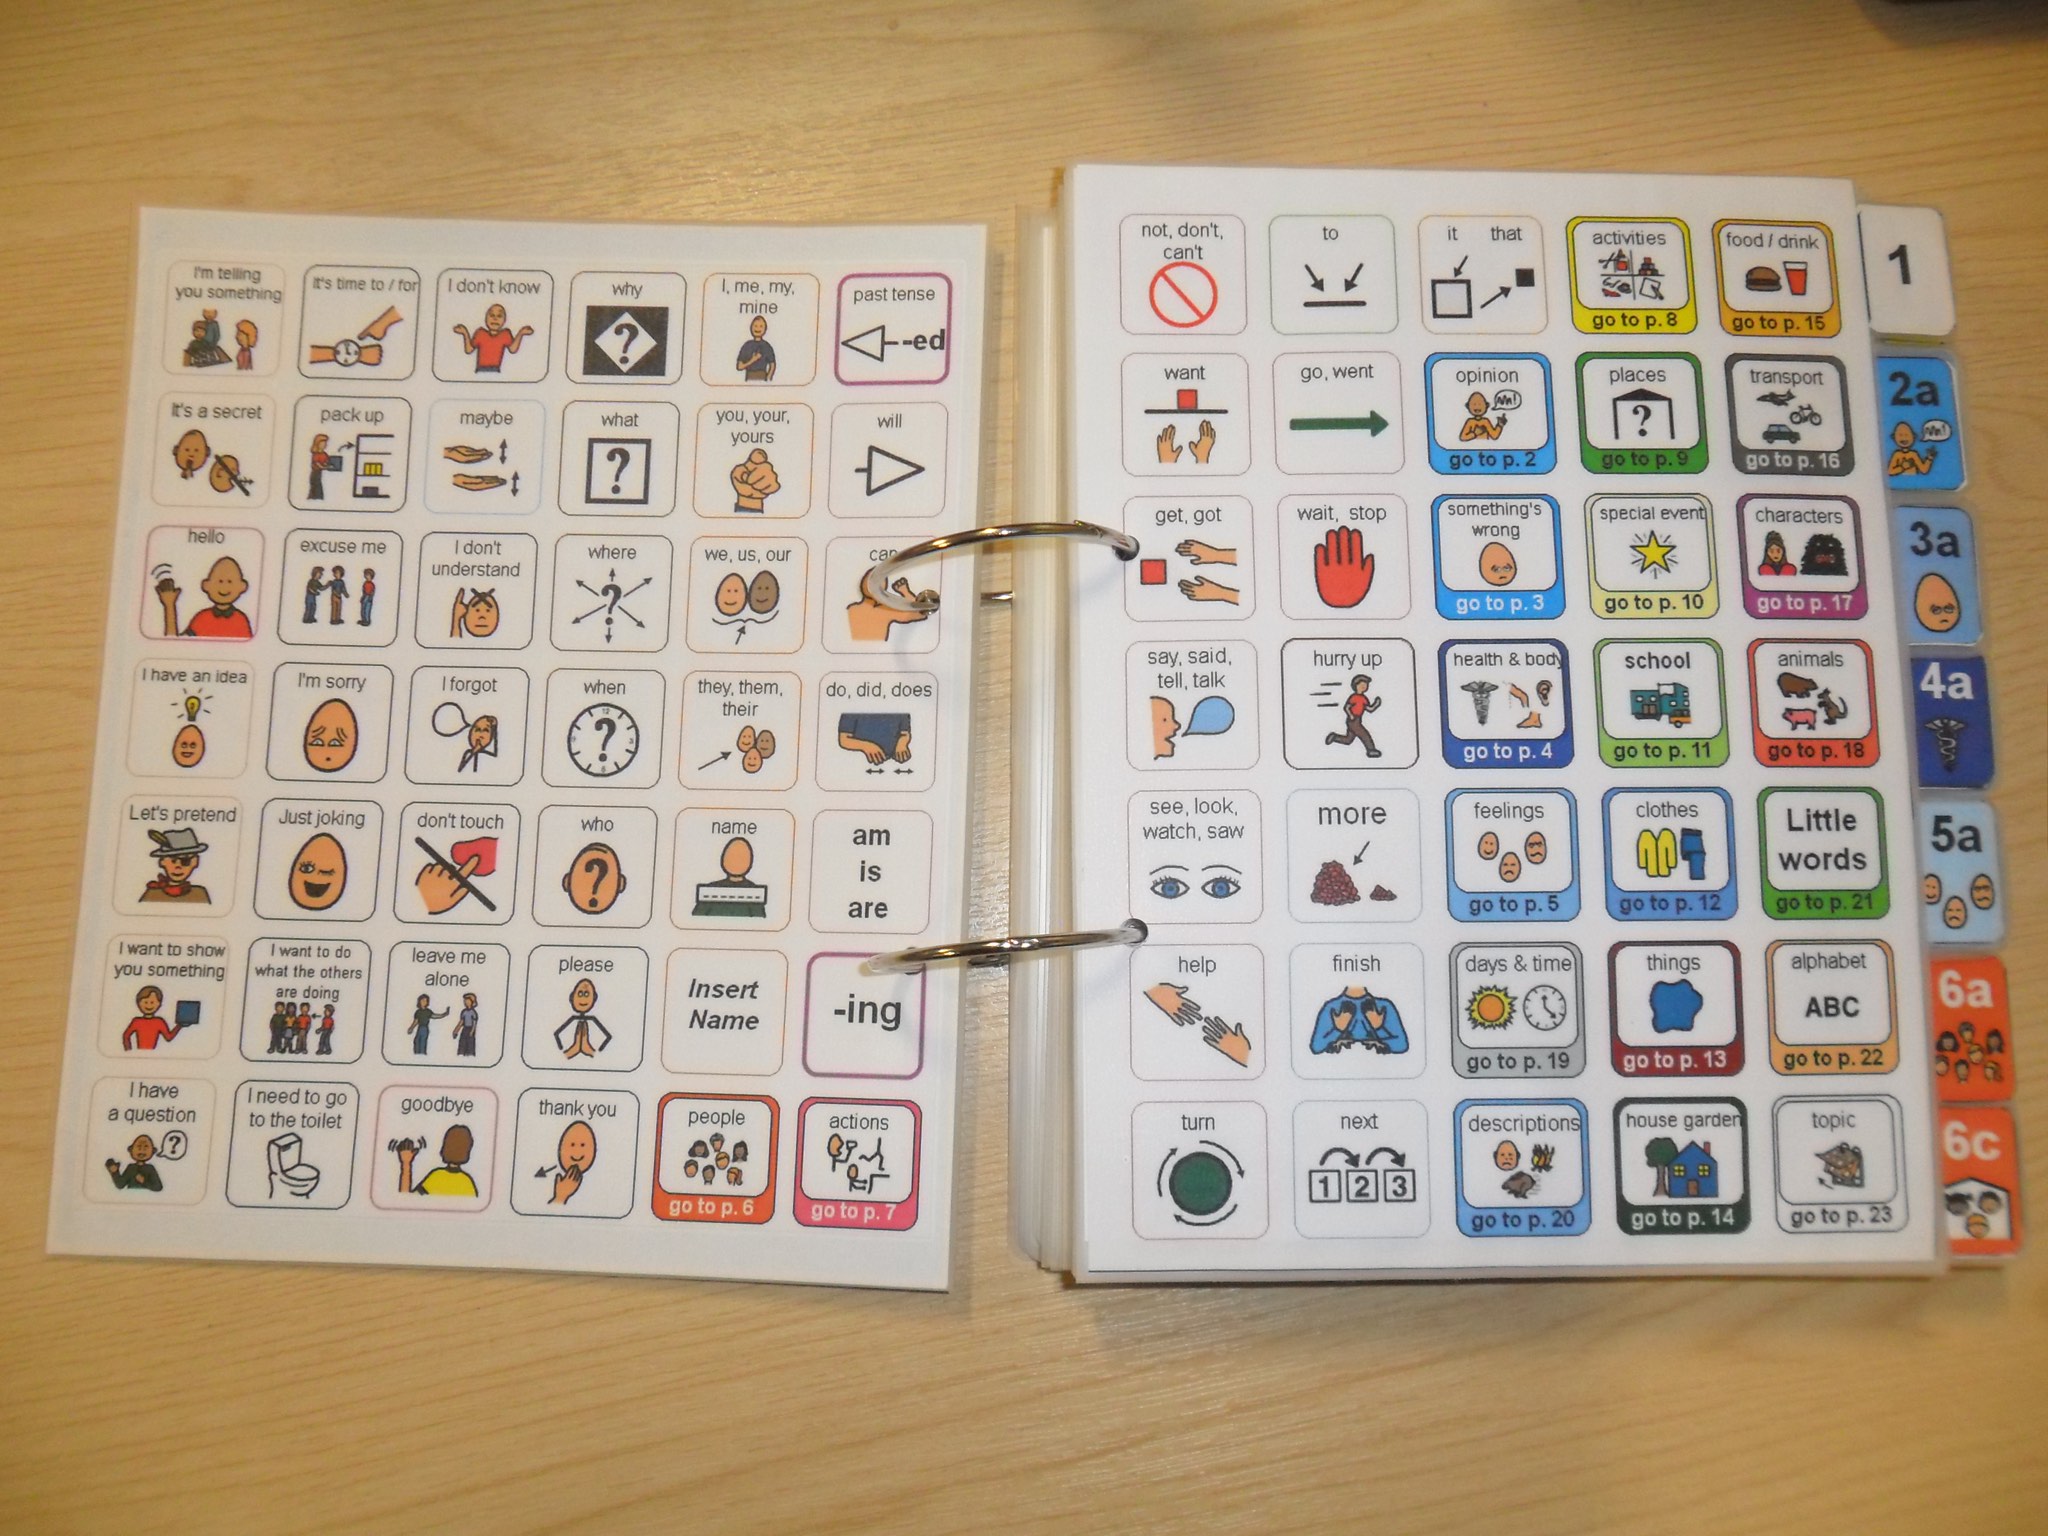 I'm telling
you something
It's time to / for
I don't know
why
?
I, me, my,
mine
past tense
-ed
It's a secret
pack up
maybe
what
?
you, your,
yours
will
hello
excuse me
I don't
understand
where
?
we, us, our
can
I have an idea
I'm sorry
I forgot
when
?
they, them,
their
do, did, does
Let's pretend
Just joking
don't touch
who
?
name
am
is
are
I want to show
you something
I want to do
what the others
are doing
leave me
alone
please
Insert
Name
-ing
I have
a question
?
I need to go
to the toilet
goodbye
thank you
people
go to p. 6
actions
go to p. 7
not, don't,
can't
to
it that
activities
go to p. 8
food / drink
go to p. 15
want
go, went
opinion
go to p. 2
places
?
go to p. 9
transport
go to p. 16
get, got
wait, stop
something's
wrong
go to p. 3
special event
go to p. 10
characters
go to p. 17
say, said,
tell, talk
hurry up
health & body
go to p. 4
school
go to p. 11
animals
go to p. 18
see, look,
watch, saw
more
feelings
go to p. 5
clothes
go to p. 12
Little
words
go to p. 21
help
finish
days & time
go to p. 19
things
go to p. 13
alphabet
ABC
go to p. 22
turn
next
1 2 3
descriptions
go to p. 20
house garden
go to p. 14
topic
go to p. 23
1
2a
3a
4a
5a
6a
6c